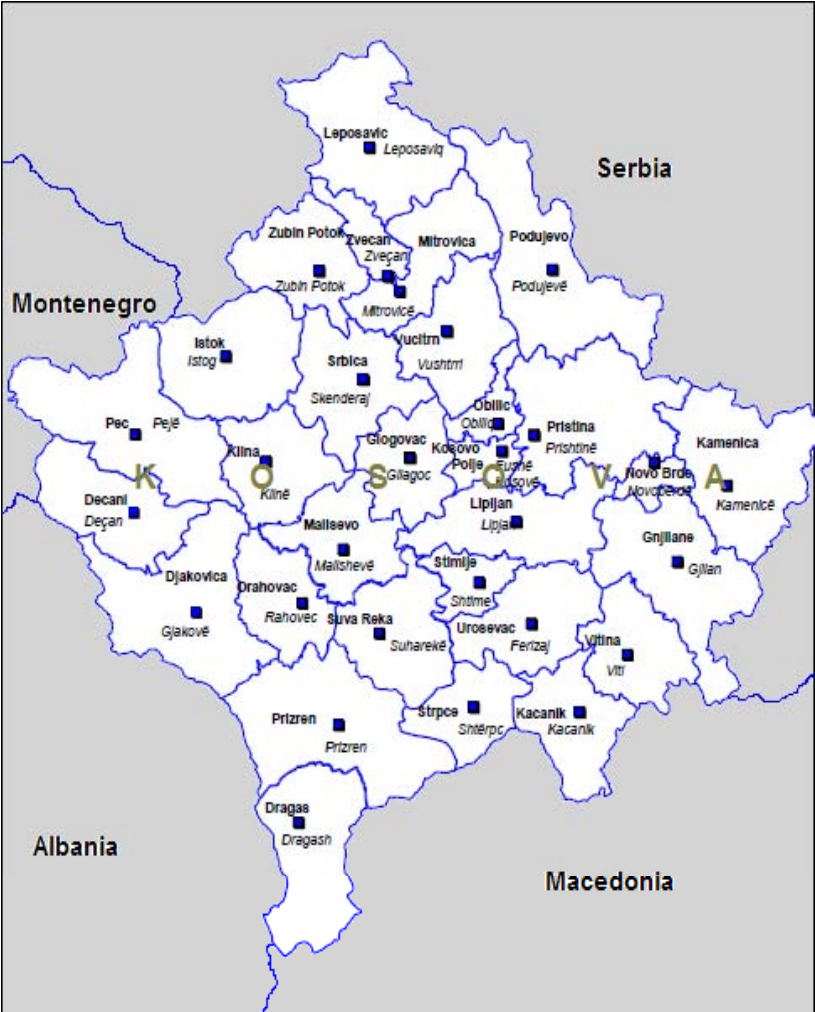 Leposavic
Leposaviq
Serbia
Zubin Potok
Zvecan
Mitrovica
Podujevo
Zveçan
Zubin Potok
Podujevë
Montenegro
Mitrovicë
Istok
Vucitrn
Istog
Srbica
Vushtrri
Skenderaj
Obilic
Pec
Pejë
Obiliq
Pristina
Glogovac
Kosovo
Prishtinë
Kamenica
Klina
Polje
Fushë
Gllagoc
Kosovë
Novo Brdo
K O S O V A
Klinë
Novobërdë
Decani
Kamenicë
Deçan
Lipljan
Malisevo
Lipjan
Gnjilane
Malishevë
Stimlje
Gjilan
Djakovica
Orahovac
Shtime
Rahovec
Suva Reka
Urosevac
Gjakovë
Suharekë
Ferizaj
Vitina
Viti
Prizren
Strpce
Kacanik
Prizren
Shtërpc
Kacanik
Dragas
Dragash
Albania
Macedonia